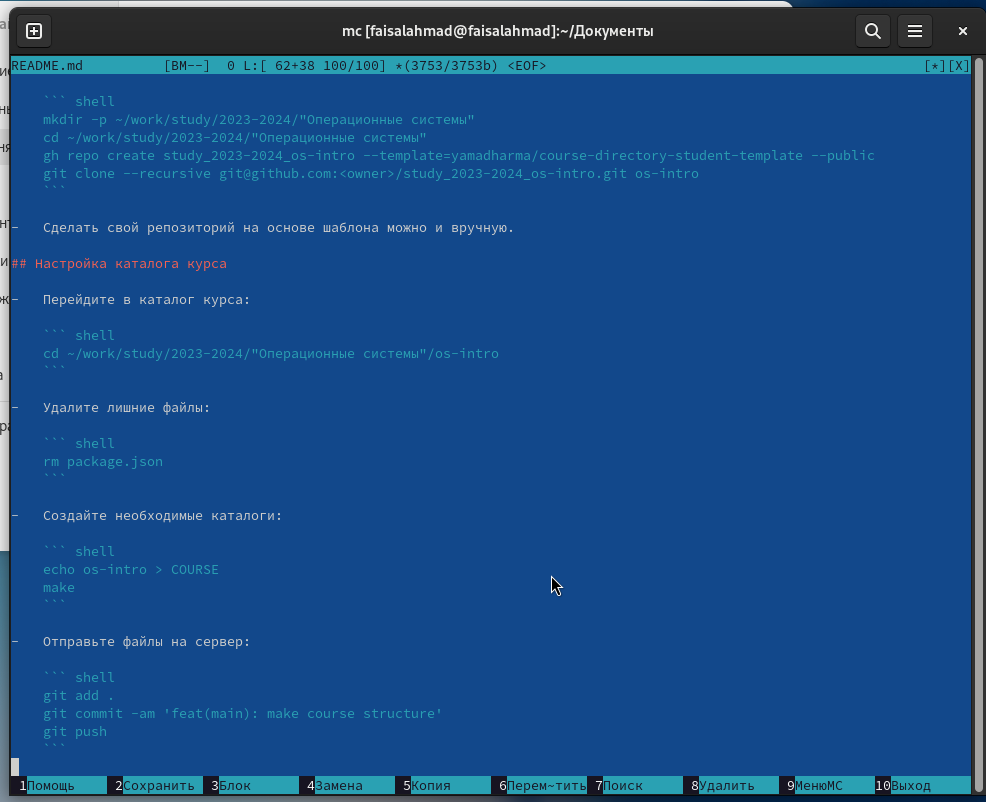 mc [faisalahmad@faisalahmad]:~/Документы
README.md [BM--] 0 L:[ 62+38 100/100] *(3753/3753b) <EOF> [*][X]
``` shell
mkdir -p ~/work/study/2023-2024/"Операционные системы"
cd ~/work/study/2023-2024/"Операционные системы"
gh repo create study_2023-2024_os-intro --template=yamadharma/course-directory-student-template --public
git clone --recursive git@github.com:<owner>/study_2023-2024_os-intro.git os-intro
```
- Сделать свой репозиторий на основе шаблона можно и вручную.
## Настройка каталога курса
- Перейдите в каталог курса:
``` shell
cd ~/work/study/2023-2024/"Операционные системы"/os-intro
```
- Удалите лишние файлы:
``` shell
rm package.json
```
- Создайте необходимые каталоги:
``` shell
echo os-intro > COURSE
make
```
- Отправьте файлы на сервер:
``` shell
git add .
git commit -am 'feat(main): make course structure'
git push
```
1Помощь 2Сохранить 3Блок 4Замена 5Копия 6Перем~тить 7Поиск 8Удалить 9МенюMC 10Выход